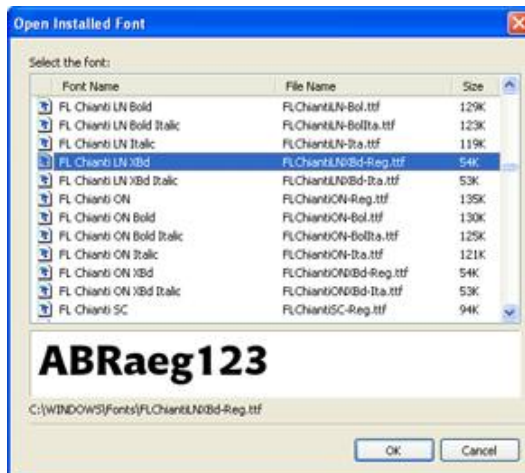 Open Installed Font
Select the font:
Font Name File Name Size
FL Chianti LN Bold FLChiantiLN-Bol.ttf 129K
FL Chianti LN Bold Italic FLChiantiLN-BolIta.ttf 123K
FL Chianti LN Italic FLChiantiLN-Ita.ttf 119K
FL Chianti LN XBd FLChiantiLNXBd-Reg.ttf 54K
FL Chianti LN XBd Italic FLChiantiLNXBd-Ita.ttf 53K
FL Chianti ON FLChiantiON-Reg.ttf 135K
FL Chianti ON Bold FLChiantiON-Bol.ttf 130K
FL Chianti ON Bold Italic FLChiantiON-BolIta.ttf 125K
FL Chianti ON Italic FLChiantiON-Ita.ttf 121K
FL Chianti ON XBd FLChiantiONXBd-Reg.ttf 54K
FL Chianti ON XBd Italic FLChiantiONXBd-Ita.ttf 53K
FL Chianti SC FLChiantiSC-Reg.ttf 94K
ABRaeg123
C:\WINDOWS\Fonts\FLChiantiLNXBd-Reg.ttf
OK Cancel